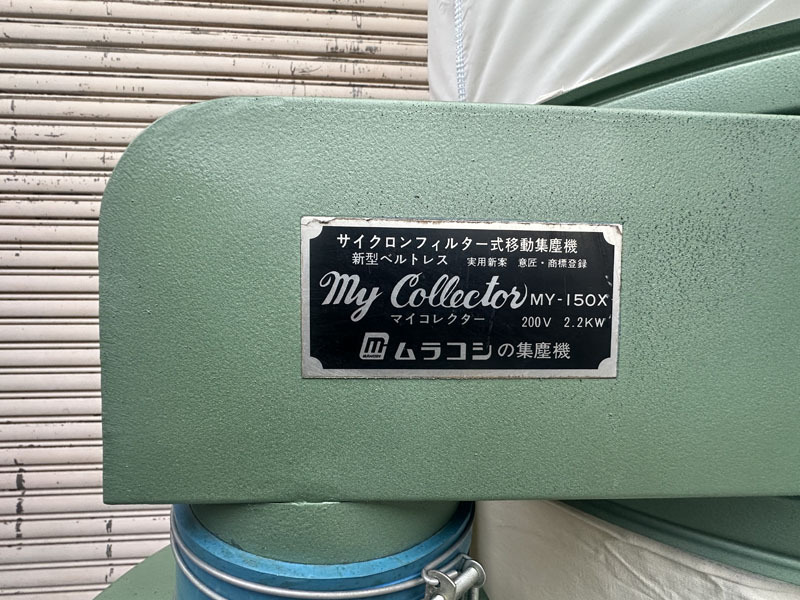 サイクロンフィルター式移動集塵機
新型ベルトレス 実用新案 意匠・商標登録
My Collector MY-150X
マイコレクター 200V 2.2KW
ムラコシの集塵機